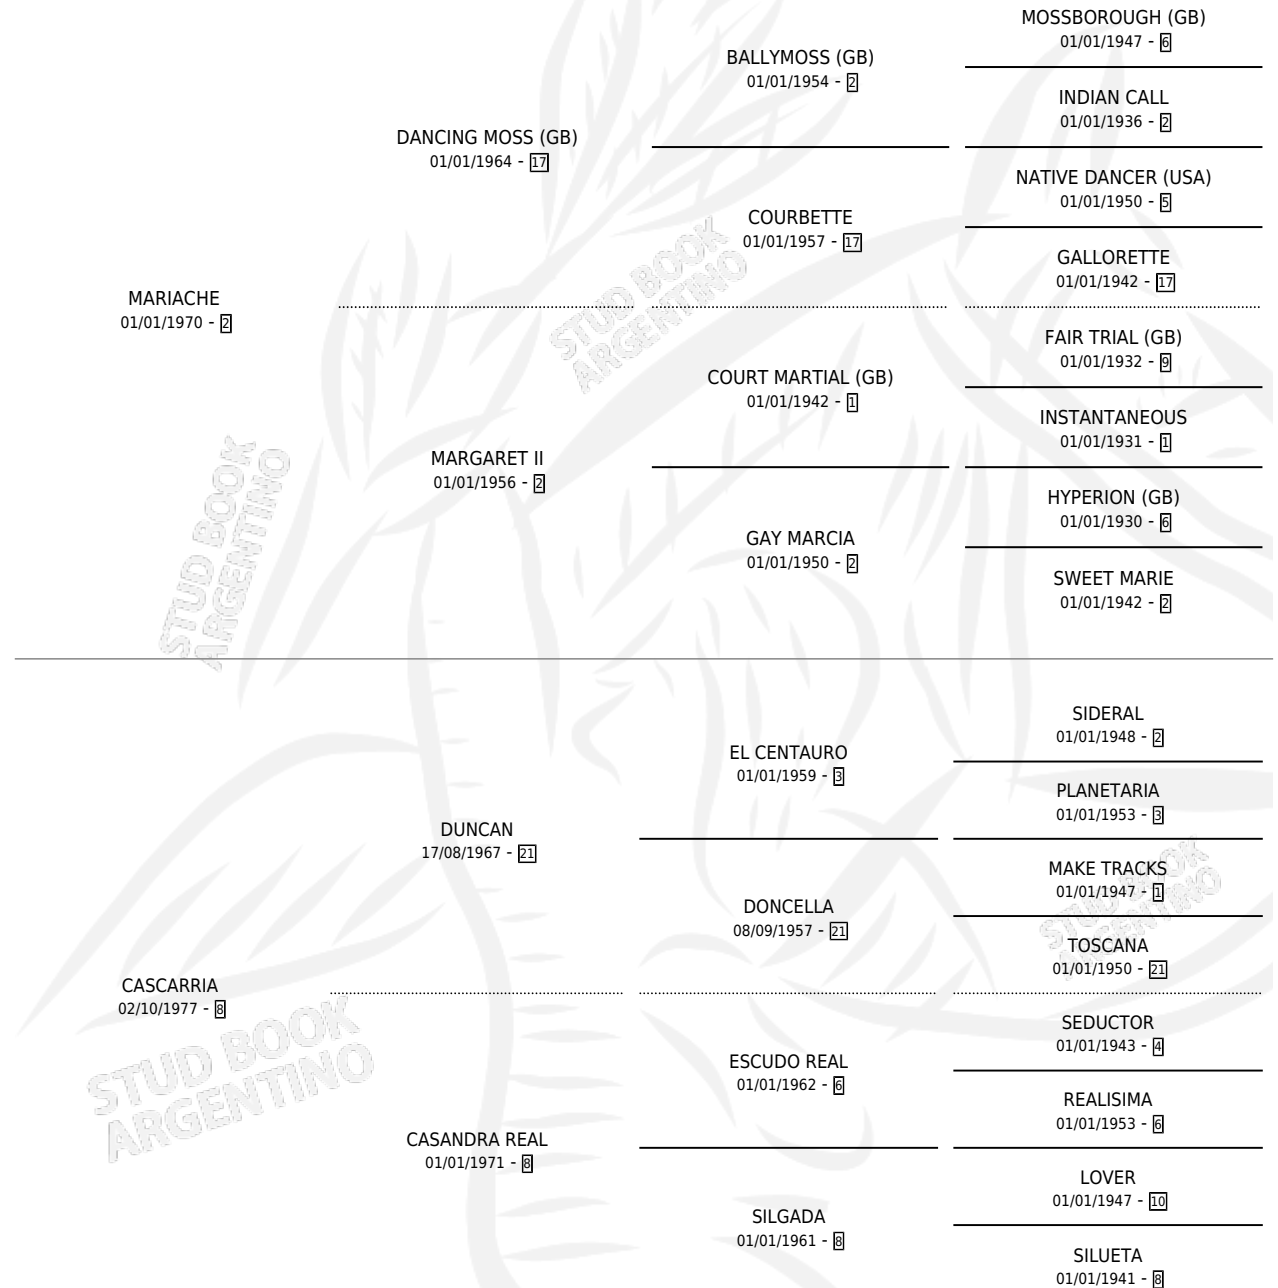 MOSSBOROUGH (GB)
01/01/1947 - 6
BALLYMOSS (GB)
01/01/1954 - 2
INDIAN CALL
01/01/1936 - 2
DANCING MOSS (GB)
01/01/1964 - 17
NATIVE DANCER (USA)
01/01/1950 - 5
COURBETTE
01/01/1957 - 17
GALLORETTE
01/01/1942 - 17
MARIACHE
01/01/1970 - 2
STUD BOOK
ARGENTINO
FAIR TRIAL (GB)
01/01/1932 - 9
COURT MARTIAL (GB)
01/01/1942 - 1
INSTANTANEOUS
01/01/1931 - 1
MARGARET II
01/01/1956 - 2
HYPERION (GB)
01/01/1930 - 6
GAY MARCIA
01/01/1950 - 2
SWEET MARIE
01/01/1942 - 2
STUD BOOK
ARGENTINO
SIDERAL
01/01/1948 - 2
EL CENTAURO
01/01/1959 - 3
PLANETARIA
01/01/1953 - 3
DUNCAN
17/08/1967 - 21
MAKE TRACKS
01/01/1947 - 1
DONCELLA
08/09/1957 - 21
TOSCANA
01/01/1950 - 21
STUD BOOK
ARGENTINO
CASCARRIA
02/10/1977 - 8
SEDUCTOR
01/01/1943 - 4
ESCUDO REAL
01/01/1962 - 6
REALISIMA
01/01/1953 - 6
STUD BOOK
ARGENTINO
CASANDRA REAL
01/01/1971 - 8
LOVER
01/01/1947 - 10
SILGADA
01/01/1961 - 8
SILUETA
01/01/1941 - 8